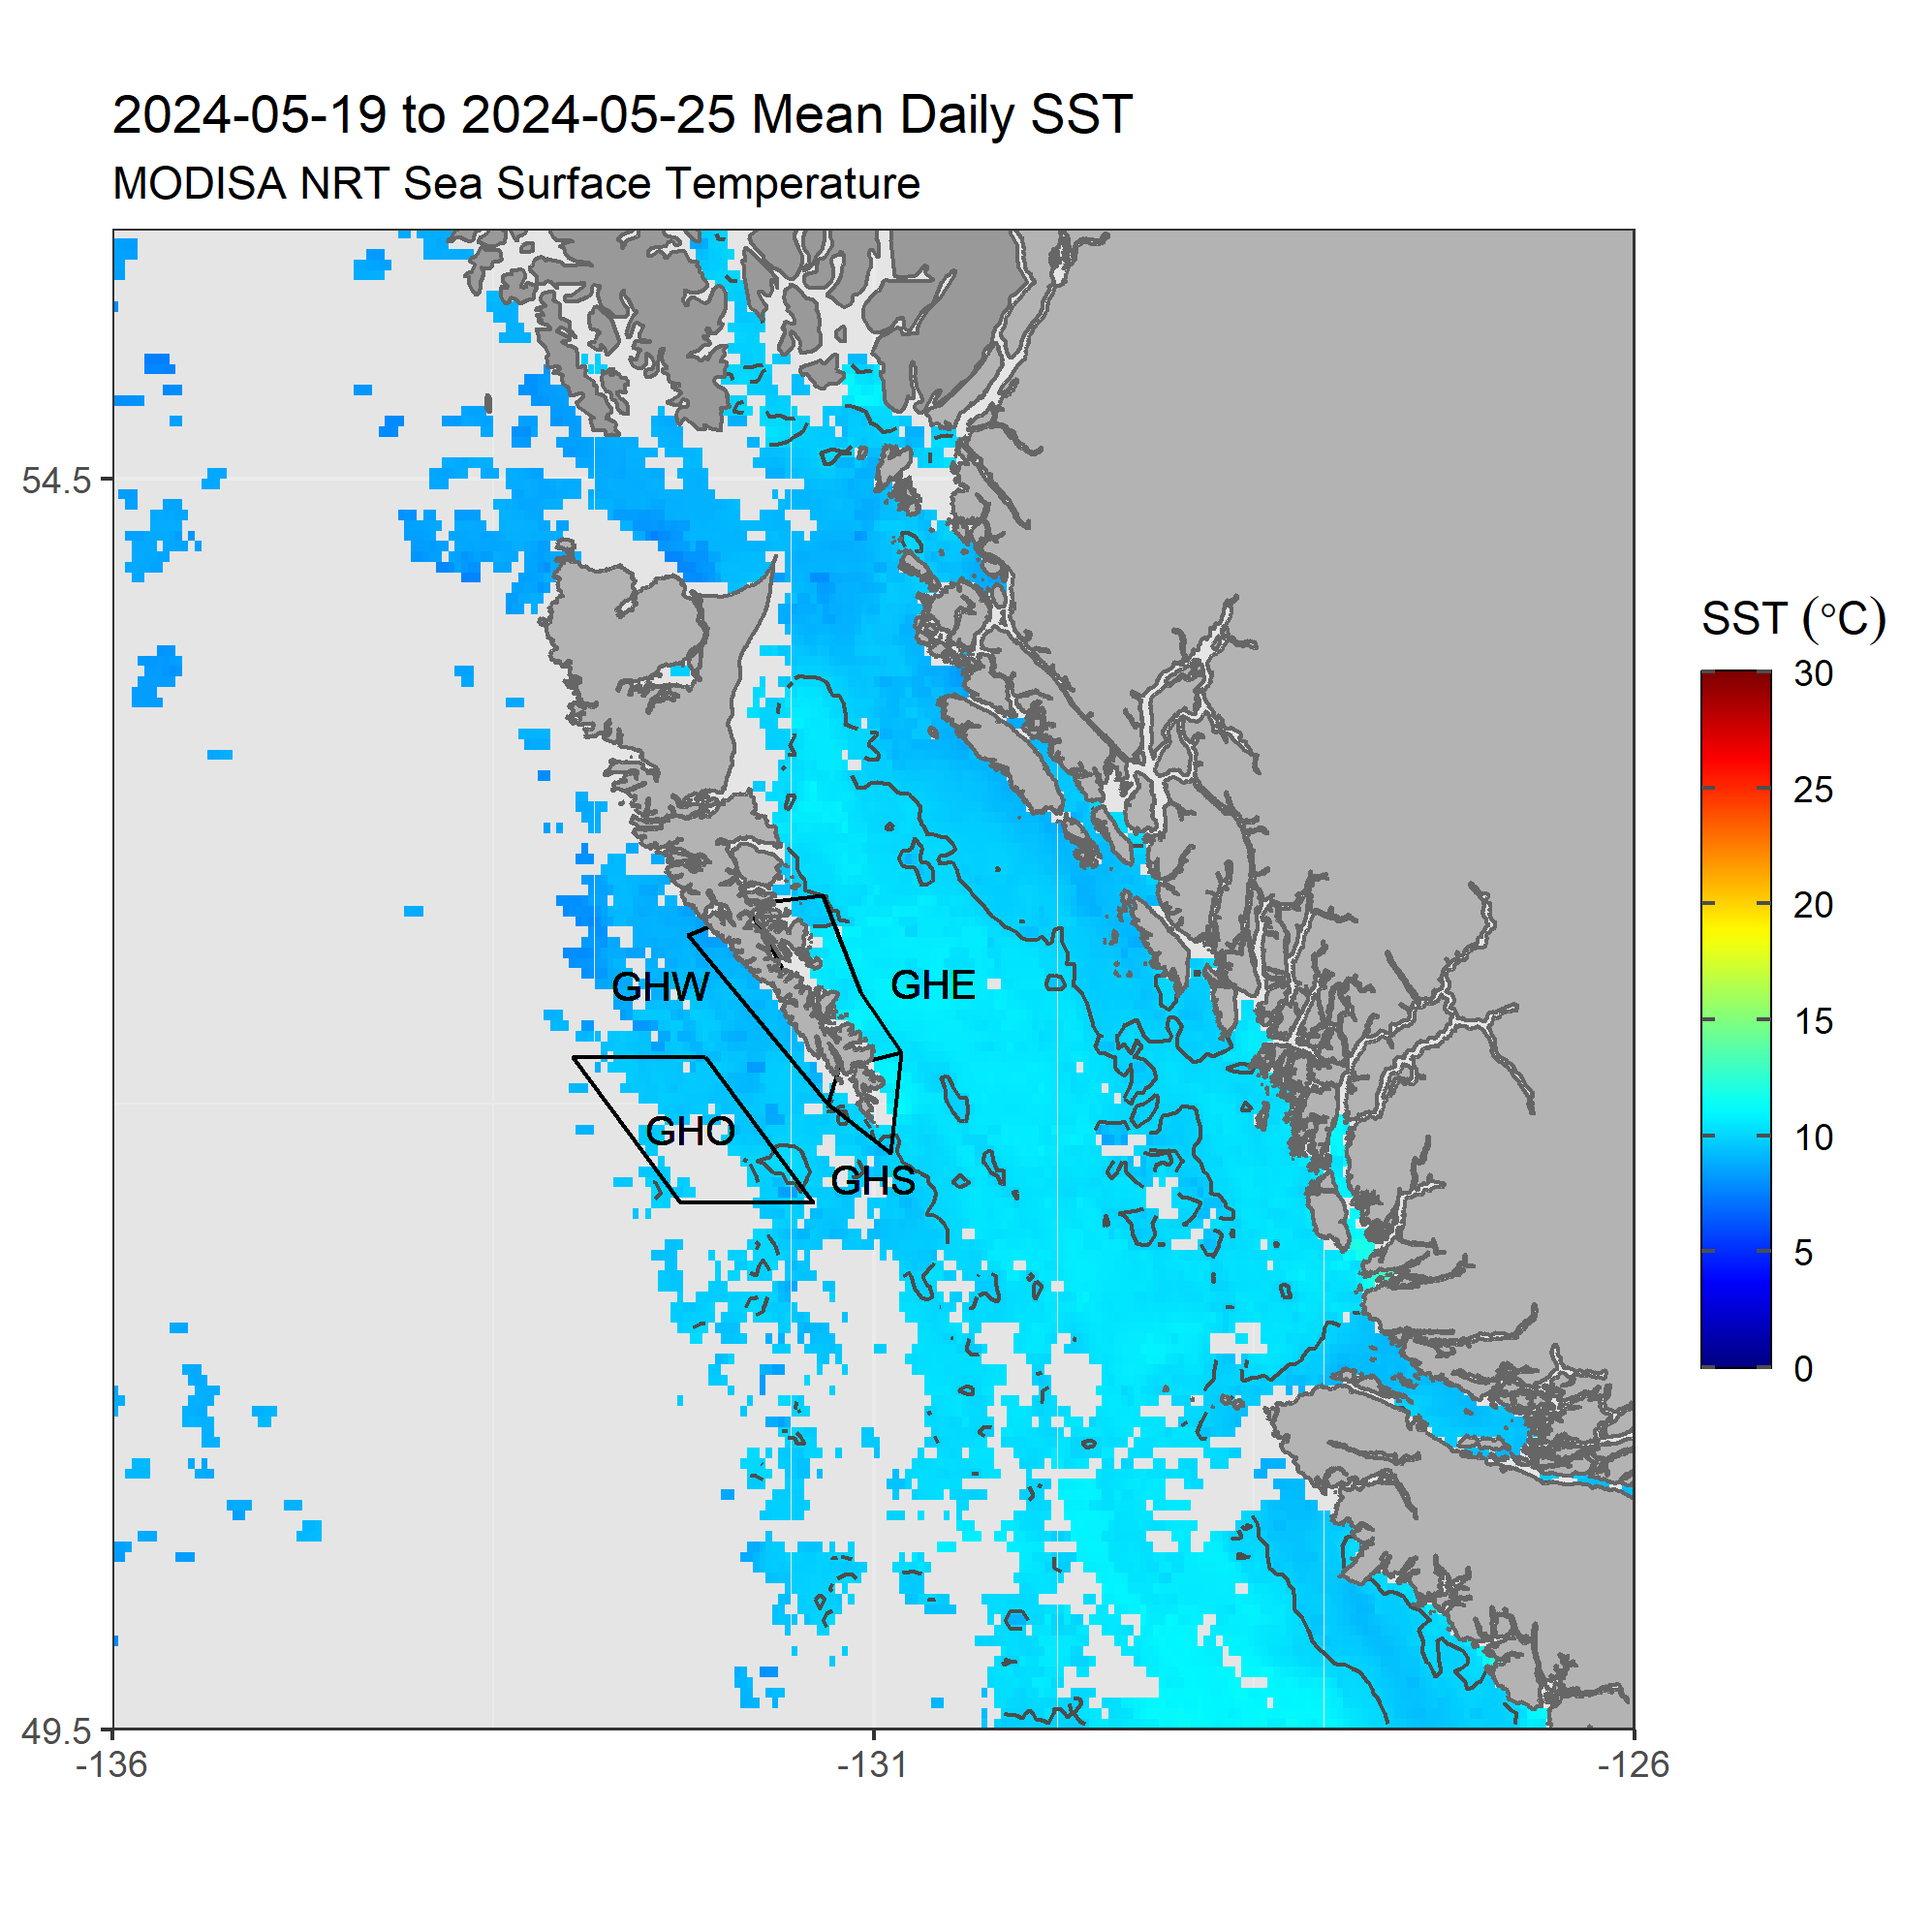 2024-05-19 to 2024-05-25 Mean Daily SST
MODISA NRT Sea Surface Temperature
54.5
49.5
-136
-131
-126
GHW
GHE
GHO
GHS
SST (°C)
30
25
20
15
10
5
0